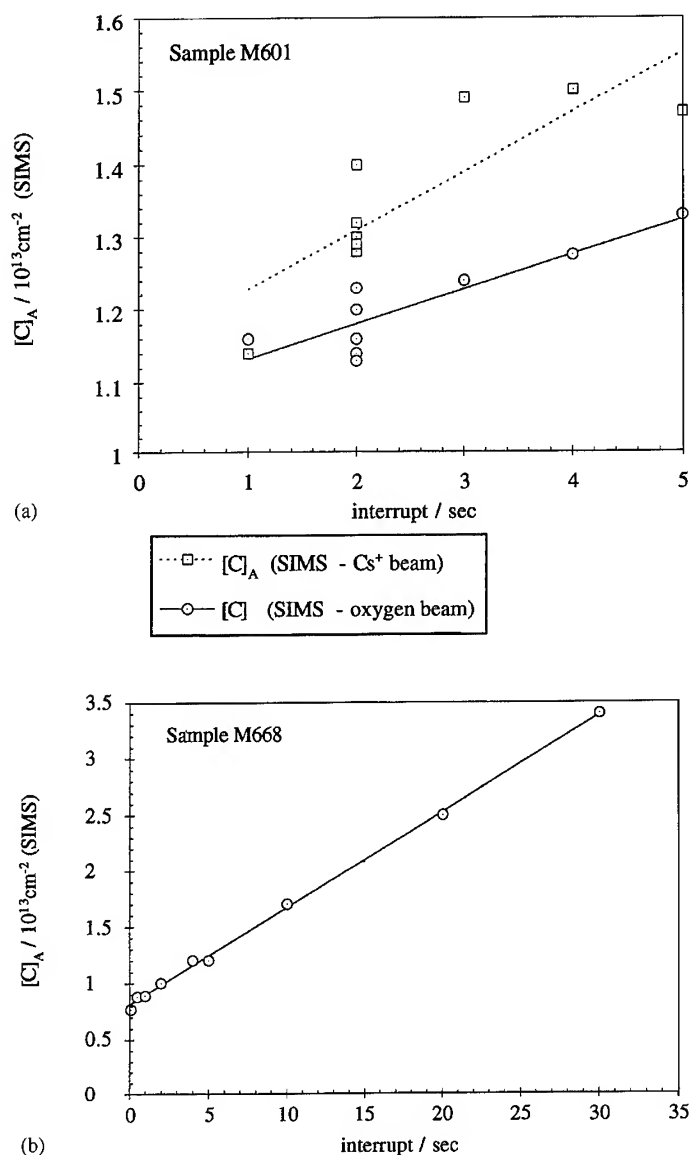 Sample M601
[C]A / 10^13cm^-2 (SIMS)
1.6
1.5
1.4
1.3
1.2
1.1
1
0 1 2 3 4 5
(a)
interrupt / sec
[C]A (SIMS - Cs+ beam)
[C] (SIMS - oxygen beam)
Sample M668
[C]A / 10^13cm^-2 (SIMS)
3.5
3
2.5
2
1.5
1
0.5
0
0 5 10 15 20 25 30 35
(b)
interrupt / sec